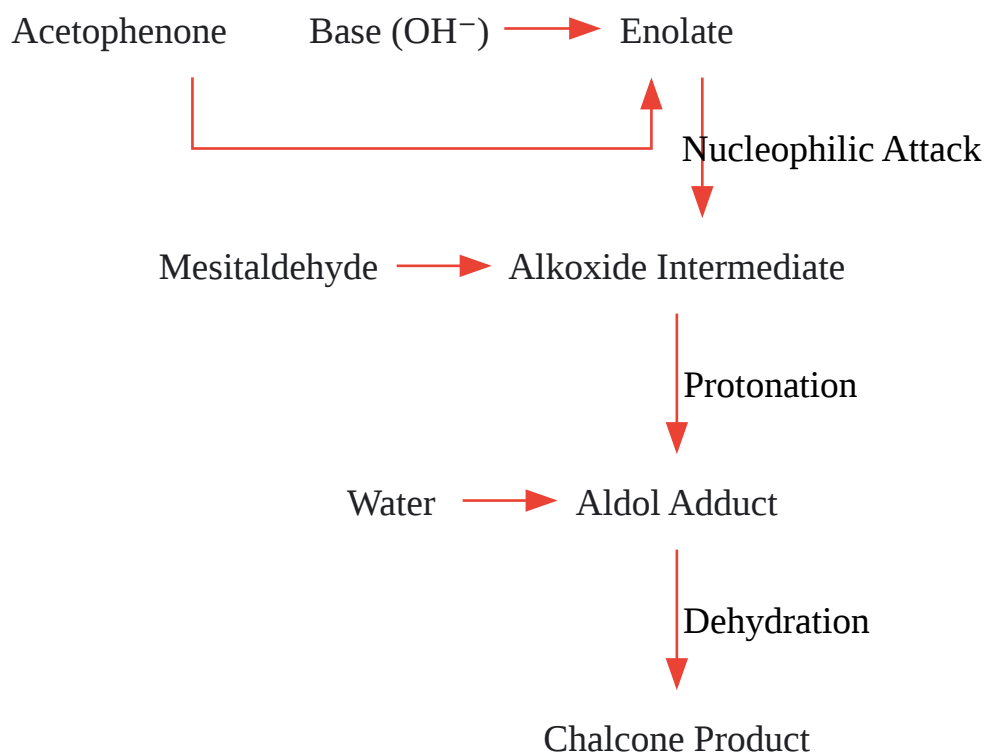 Acetophenone Base (OH⁻) Enolate
Nucleophilic Attack
Mesitaldehyde Alkoxide Intermediate
Protonation
Water Aldol Adduct
Dehydration
Chalcone Product